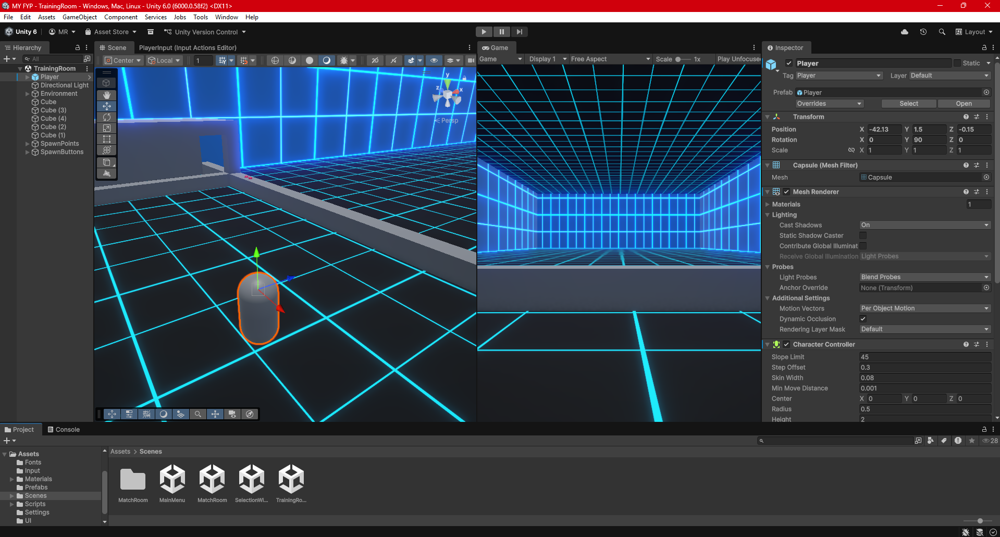 MY FYP - TrainingRoom - Windows, Mac, Linux - Unity 6.0 (6000.0.58f2) <DX11>
File Edit Assets GameObject Component Services Jobs Tools Window Help
Unity 6 MR Asset Store Unity Version Control Layout
Hierarchy
All
TrainingRoom
Player
Directional Light
Environment
Cube
Cube (3)
Cube (4)
Cube (2)
Cube (1)
SpawnPoints
SpawnButtons
Scene PlayerInput (Input Actions Editor)
Center Local 1 2D
y
z x
< Persp
Game
Game Display 1 Free Aspect Scale 1x Play Unfocuse
Inspector
Player Static
Tag Player Layer Default
Prefab Player
Overrides Select Open
Transform
Position X -42.13 Y 1.5 Z -0.15
Rotation X 0 Y 90 Z 0
Scale X 1 Y 1 Z 1
Capsule (Mesh Filter)
Mesh Capsule
Mesh Renderer
Materials 1
Lighting
Cast Shadows On
Static Shadow Caster
Contribute Global Illuminat
Receive Global Illumination Light Probes
Probes
Light Probes Blend Probes
Anchor Override None (Transform)
Additional Settings
Motion Vectors Per Object Motion
Dynamic Occlusion
Rendering Layer Mask Default
Character Controller
Slope Limit 45
Step Offset 0.3
Skin Width 0.08
Min Move Distance 0.001
Center X 0 Y 0 Z 0
Radius 0.5
Height 2
Project Console
28
Assets
Fonts
Input
Materials
Prefabs
Scenes
Scripts
Settings
UI
Assets > Scenes
MatchRoom MainMenu MatchRoom SelectionWi... TrainingRo...